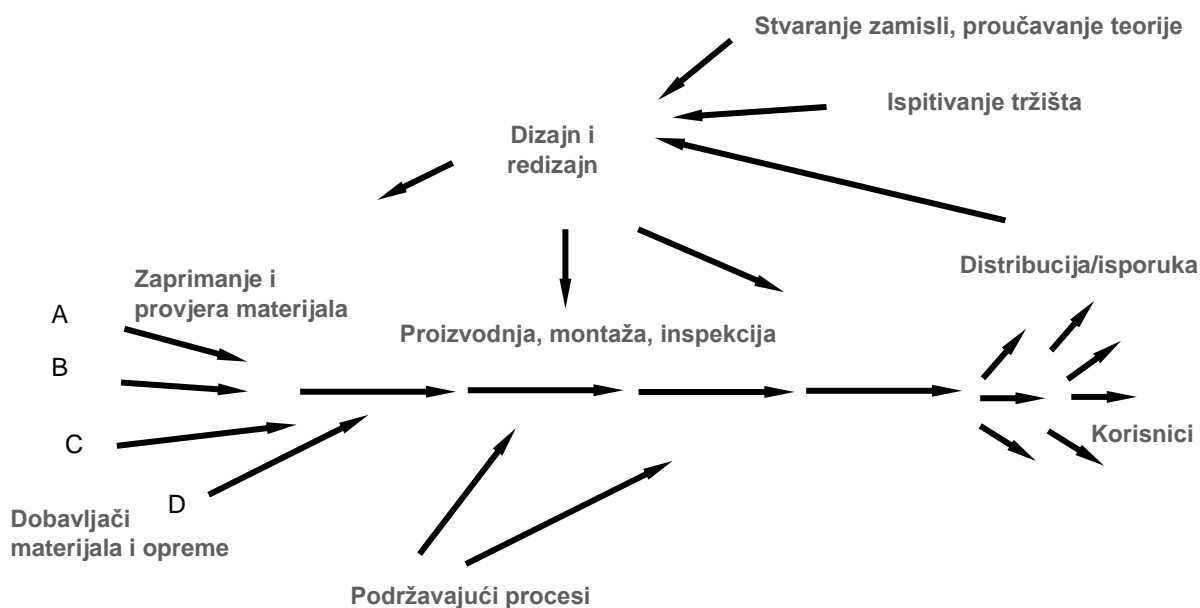 Stvaranje zamisli, proučavanje teorije
Ispitivanje tržišta
Dizajn i
redizajn
Distribucija/isporuka
Zaprimanje i
provjera materijala
A
Proizvodnja, montaža, inspekcija
B
Korisnici
C
D
Dobavljači
materijala i opreme
Podržavajući procesi